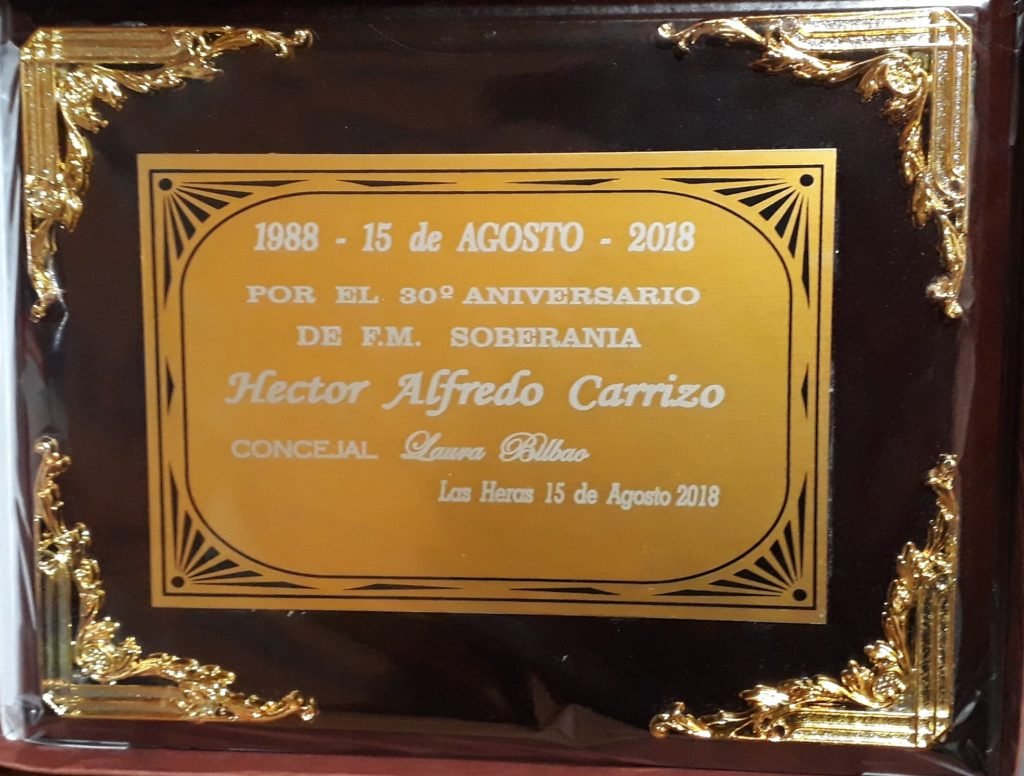 1988 - 15 de AGOSTO - 2018
POR EL 30º ANIVERSARIO
DE F.M. SOBERANIA
Hector Alfredo Carrizo
CONCEJAL Laura Bilbao
Las Heras 15 de Agosto 2018